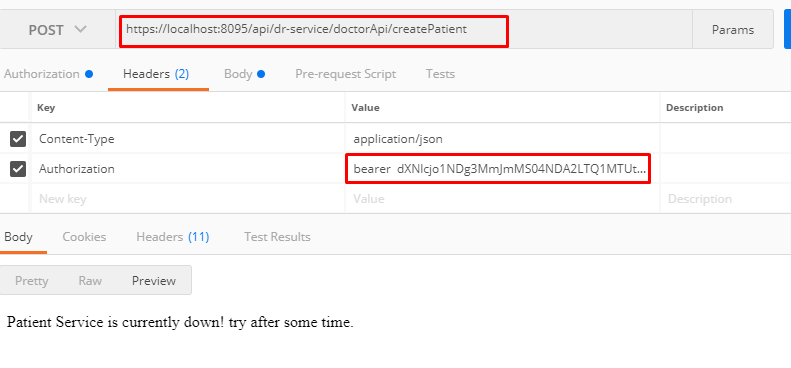 POST https://localhost:8095/api/dr-service/doctorApi/createPatient Params
Authorization Headers (2) Body Pre-request Script Tests
Key Value Description
Content-Type application/json
Authorization bearer dXNlcjo1NDg3MmJmMS04NDA2LTQ1MTUt...
New key Value Description
Body Cookies Headers (11) Test Results
Pretty Raw Preview
Patient Service is currently down! try after some time.